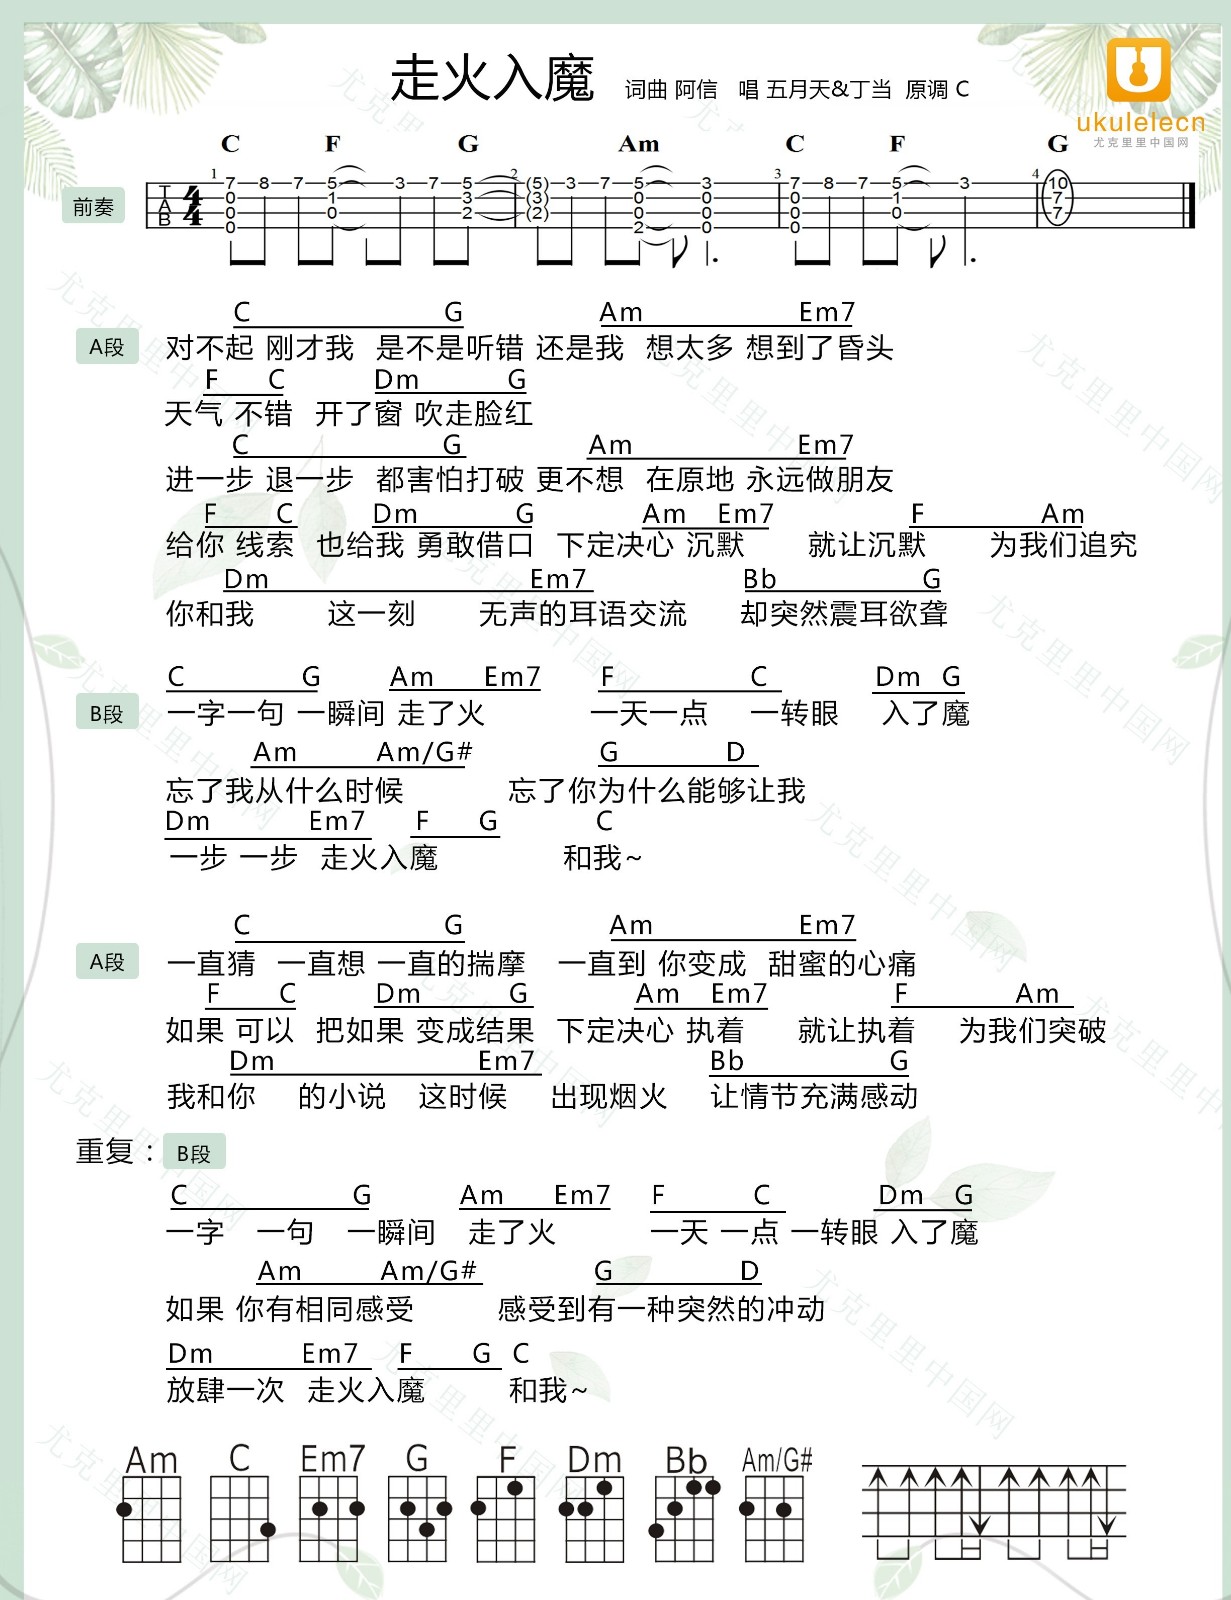 走火入魔 词曲 阿信 唱 五月天&丁当 原调 C
ukulelecn
尤克里里中国网
C F G Am C F G
前奏
1 7 8 7 5 3 7 5 2 (5) 3 7 5 3 3 7 8 7 5 3 4 10
T 4 0 1 3 (3) 0 0 0 1 7
A 4 0 0 2 (2) 0 0 0 0 7
B 0 2 0 0
C G Am Em7
A段 对不起 刚才我 是不是听错 还是我 想太多 想到了昏头
F C Dm G
天气 不错 开了窗 吹走脸红
C G Am Em7
进一步 退一步 都害怕打破 更不想 在原地 永远做朋友
F C Dm G Am Em7 F Am
给你 线索 也给我 勇敢借口 下定决心 沉默 就让沉默 为我们追究
Dm Em7 Bb G
你和我 这一刻 无声的耳语交流 却突然震耳欲聋
C G Am Em7 F C Dm G
B段 一字一句 一瞬间 走了火 一天一点 一转眼 入了魔
Am Am/G# G D
忘了我从什么时候 忘了你为什么能够让我
Dm Em7 F G C
一步 一步 走火入魔 和我~
C G Am Em7
A段 一直猜 一直想 一直的揣摩 一直到 你变成 甜蜜的心痛
F C Dm G Am Em7 F Am
如果 可以 把如果 变成结果 下定决心 执着 就让执着 为我们突破
Dm Em7 Bb G
我和你 的小说 这时候 出现烟火 让情节充满感动
重复：B段
C G Am Em7 F C Dm G
一字 一句 一瞬间 走了火 一天 一点 一转眼 入了魔
Am Am/G# G D
如果 你有相同感受 感受到有一种突然的冲动
Dm Em7 F G C
放肆一次 走火入魔 和我~
Am C Em7 G F Dm Bb Am/G#